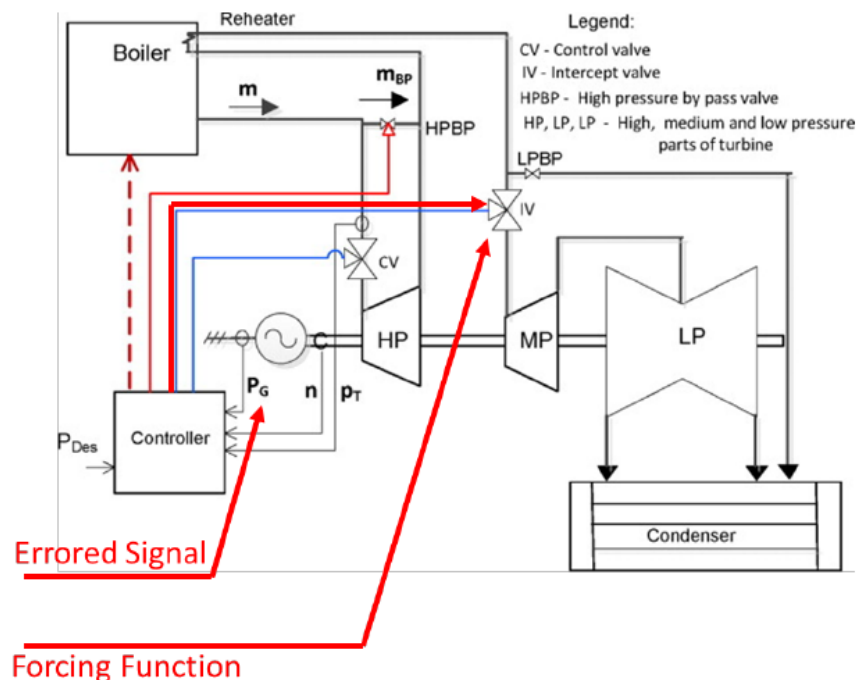 Reheater
Legend:
Boiler
CV - Control valve
IV - Intercept valve
HPBP - High pressure by pass valve
HP, LP, LP - High, medium and low pressure
parts of turbine
m
mBP
HPBP
LPBP
IV
CV
HP
MP
LP
C
PG
n
pT
PDes
Controller
Condenser
Errored Signal
Forcing Function